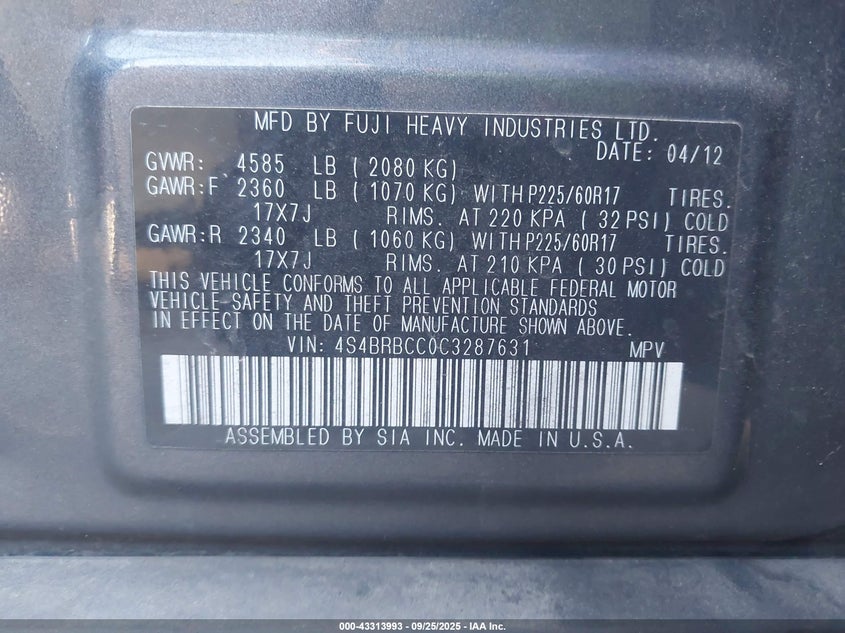 MFD BY FUJI HEAVY INDUSTRIES LTD.
DATE: 04/12
GVWR: 4585 LB ( 2080 KG)
GAWR:F 2360 LB ( 1070 KG) WITH P225/60R17 TIRES.
17X7J RIMS. AT 220 KPA ( 32 PSI) COLD
GAWR:R 2340 LB ( 1060 KG) WITH P225/60R17 TIRES.
17X7J RIMS. AT 210 KPA ( 30 PSI) COLD
THIS VEHICLE CONFORMS TO ALL APPLICABLE FEDERAL MOTOR
VEHICLE SAFETY AND THEFT PREVENTION STANDARDS
IN EFFECT ON THE DATE OF MANUFACTURE SHOWN ABOVE.
VIN: 4S4BRBCC0C3287631 MPV
ASSEMBLED BY SIA INC. MADE IN U.S.A.
000-43313993 - 09/25/2025 - IAA Inc.